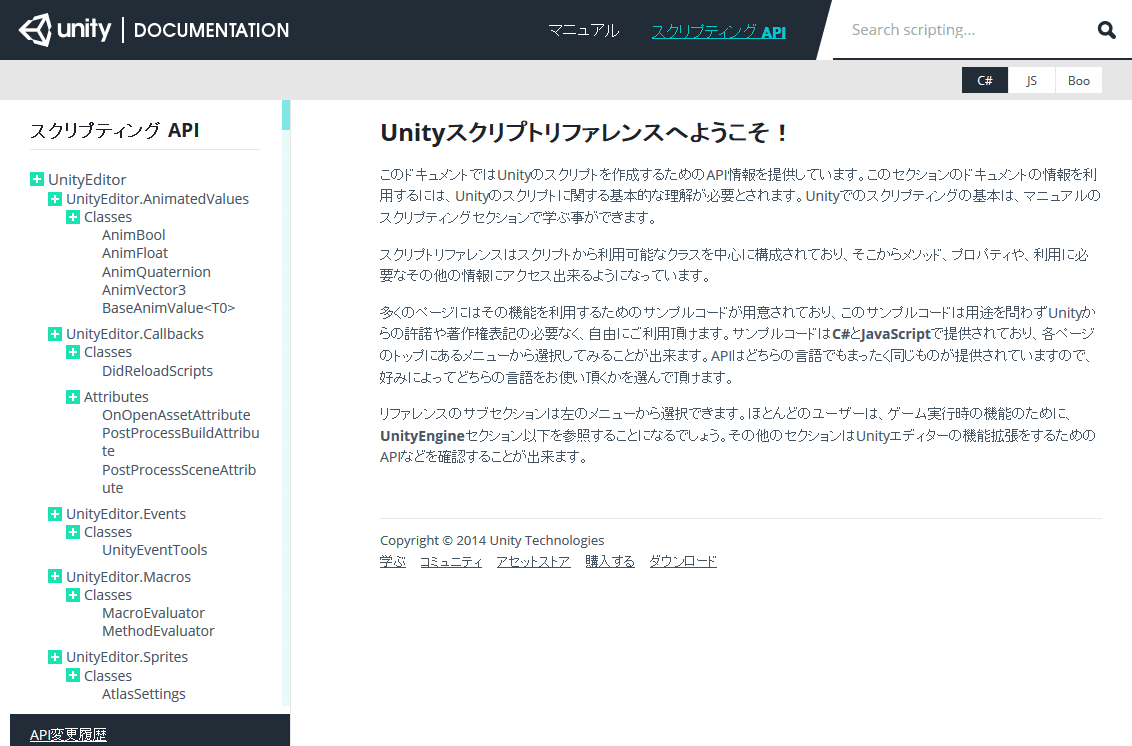 unity DOCUMENTATION
マニュアル スクリプティング API
Search scripting...
C# JS Boo
スクリプティング API
UnityEditor
UnityEditor.AnimatedValues
Classes
AnimBool
AnimFloat
AnimQuaternion
AnimVector3
BaseAnimValue<T0>
UnityEditor.Callbacks
Classes
DidReloadScripts
Attributes
OnOpenAssetAttribute
PostProcessBuildAttribu
te
PostProcessSceneAttrib
ute
UnityEditor.Events
Classes
UnityEventTools
UnityEditor.Macros
Classes
MacroEvaluator
MethodEvaluator
UnityEditor.Sprites
Classes
AtlasSettings
API変更履歴
Unityスクリプトリファレンスへようこそ！
このドキュメントではUnityのスクリプトを作成するためのAPI情報を提供しています。このセクションのドキュメントの情報を利
用するには、Unityのスクリプトに関する基本的な理解が必要とされます。Unityでのスクリプティングの基本は、マニュアルの
スクリプティングセクションで学ぶ事ができます。
スクリプトリファレンスはスクリプトから利用可能なクラスを中心に構成されており、そこからメソッド、プロパティや、利用に必
要なその他の情報にアクセス出来るようになっています。
多くのページにはその機能を利用するためのサンプルコードが用意されており、このサンプルコードは用途を問わずUnityか
らの許諾や著作権表記の必要なく、自由にご利用頂けます。サンプルコードはC#とJavaScriptで提供されており、各ページ
のトップにあるメニューから選択してみることが出来ます。APIはどちらの言語でもまったく同じものが提供されていますので、
好みによってどちらの言語をお使い頂くかを選んで頂けます。
リファレンスのサブセクションは左のメニューから選択できます。ほとんどのユーザーは、ゲーム実行時の機能のために、
UnityEngineセクション以下を参照することになるでしょう。その他のセクションはUnityエディターの機能拡張をするための
APIなどを確認することが出来ます。
Copyright © 2014 Unity Technologies
学ぶ コミュニティ アセットストア 購入する ダウンロード